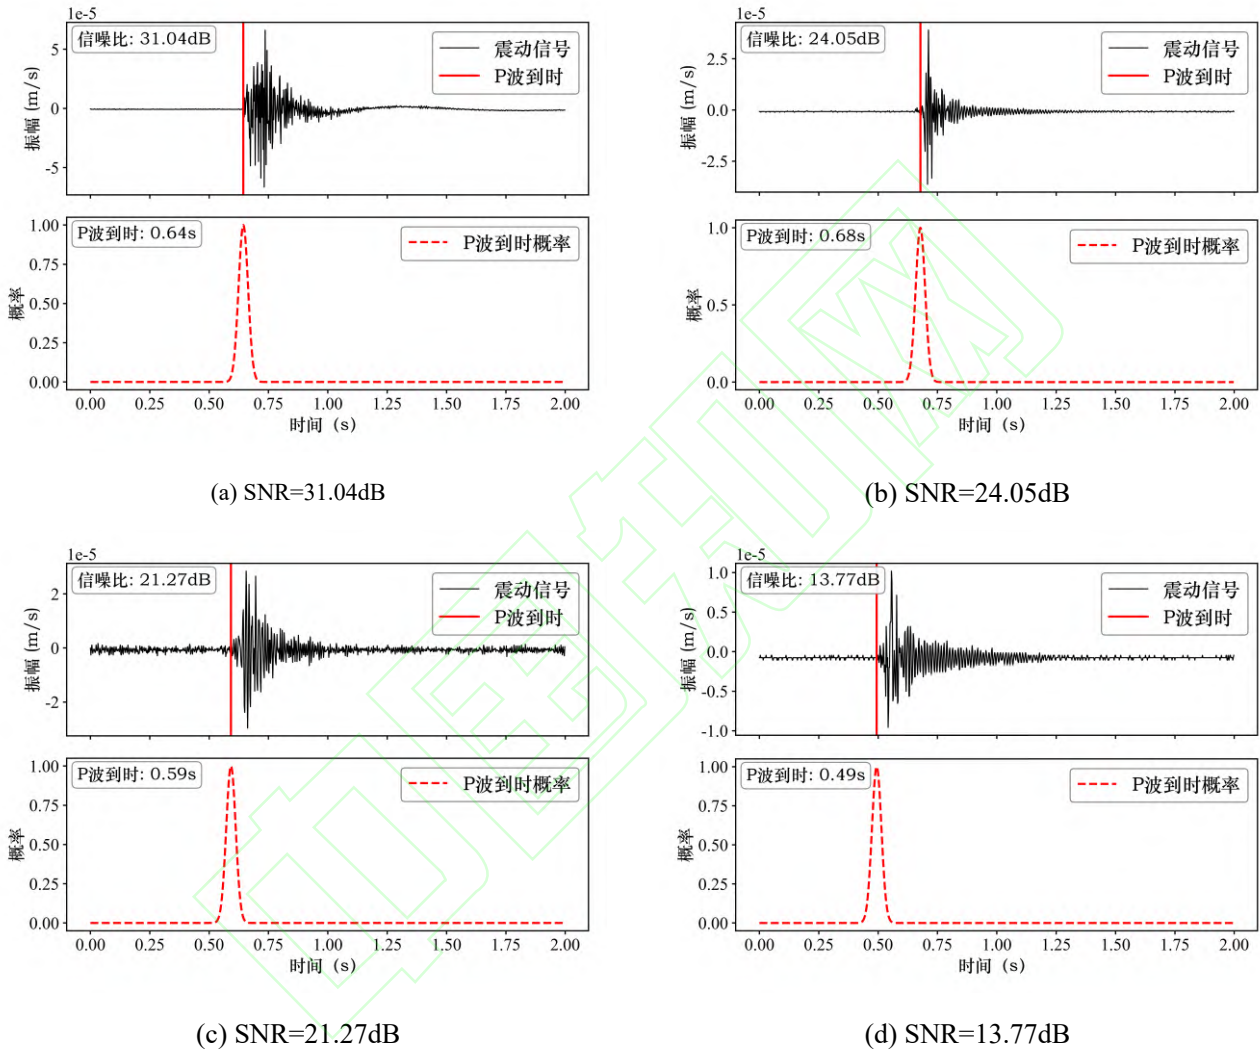 1e-5
信噪比: 31.04dB
震动信号
P波到时
振幅 (m/s)
5
0
-5
P波到时: 0.64s
P波到时概率
概率
1.00
0.75
0.50
0.25
0.00
0.00 0.25 0.50 0.75 1.00 1.25 1.50 1.75 2.00
时间 (s)
(a) SNR=31.04dB
1e-5
信噪比: 24.05dB
震动信号
P波到时
振幅 (m/s)
2.5
0.0
-2.5
P波到时: 0.68s
P波到时概率
概率
1.0
0.5
0.0
0.00 0.25 0.50 0.75 1.00 1.25 1.50 1.75 2.00
时间 (s)
(b) SNR=24.05dB
1e-5
信噪比: 21.27dB
震动信号
P波到时
振幅 (m/s)
2
0
-2
P波到时: 0.59s
P波到时概率
概率
1.00
0.75
0.50
0.25
0.00
0.00 0.25 0.50 0.75 1.00 1.25 1.50 1.75 2.00
时间 (s)
(c) SNR=21.27dB
1e-5
信噪比: 13.77dB
震动信号
P波到时
振幅 (m/s)
1.0
0.5
0.0
-0.5
-1.0
P波到时: 0.49s
P波到时概率
概率
1.00
0.75
0.50
0.25
0.00
0.00 0.25 0.50 0.75 1.00 1.25 1.50 1.75 2.00
时间 (s)
(d) SNR=13.77dB
中国知网